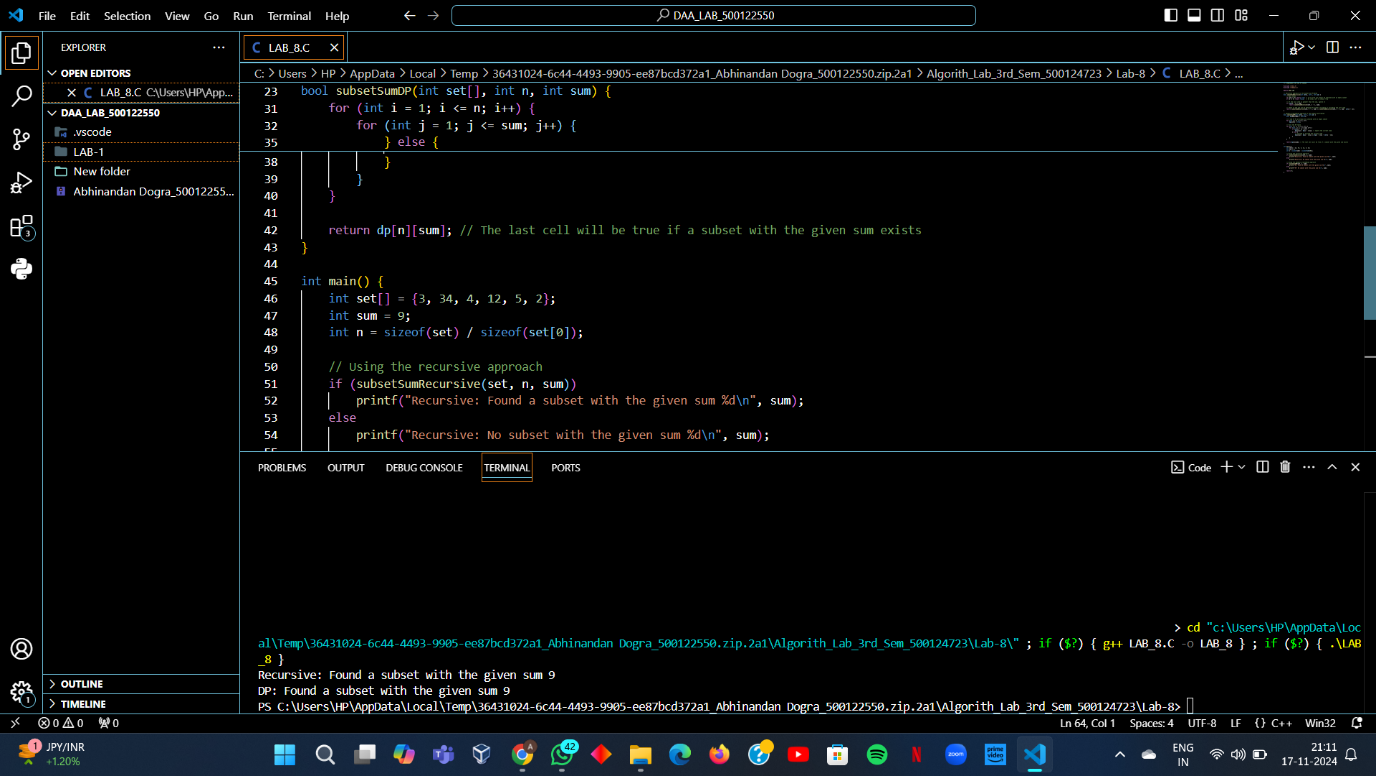 File Edit Selection View Go Run Terminal Help
DAA_LAB_500122550
EXPLORER
OPEN EDITORS
LAB_8.C C:\Users\HP\App...
DAA_LAB_500122550
.vscode
LAB-1
New folder
Abhinandan Dogra_50012255...
OUTLINE
TIMELINE
3
1
C LAB_8.C
C: > Users > HP > AppData > Local > Temp > 36431024-6c44-4493-9905-ee87bcd372a1_Abhinandan Dogra_500122550.zip.2a1 > Algorith_Lab_3rd_Sem_500124723 > Lab-8 > C LAB_8.C > ...
23 bool subsetSumDP(int set[], int n, int sum) {
31 for (int i = 1; i <= n; i++) {
32 for (int j = 1; j <= sum; j++) {
35 } else {
38 }
39 }
40 }
41
42 return dp[n][sum]; // The last cell will be true if a subset with the given sum exists
43 }
44
45 int main() {
46 int set[] = {3, 34, 4, 12, 5, 2};
47 int sum = 9;
48 int n = sizeof(set) / sizeof(set[0]);
49
50 // Using the recursive approach
51 if (subsetSumRecursive(set, n, sum))
52 printf("Recursive: Found a subset with the given sum %d\n", sum);
53 else
54 printf("Recursive: No subset with the given sum %d\n", sum);
PROBLEMS OUTPUT DEBUG CONSOLE TERMINAL PORTS
Code
> cd "c:\Users\HP\AppData\Loc
al\Temp\36431024-6c44-4493-9905-ee87bcd372a1_Abhinandan Dogra_500122550.zip.2a1\Algorith_Lab_3rd_Sem_500124723\Lab-8\" ; if ($?) { g++ LAB_8.C -o LAB_8 } ; if ($?) { .\LAB
_8 }
Recursive: Found a subset with the given sum 9
DP: Found a subset with the given sum 9
PS C:\Users\HP\AppData\Local\Temp\36431024-6c44-4493-9905-ee87bcd372a1_Abhinandan Dogra_500122550.zip.2a1\Algorith_Lab_3rd_Sem_500124723\Lab-8>
0 0 0
Ln 64, Col 1 Spaces: 4 UTF-8 LF {} C++ Win32
1 JPY/INR
+1.20%
42
zoom
prime video
ENG
IN
21:11
17-11-2024